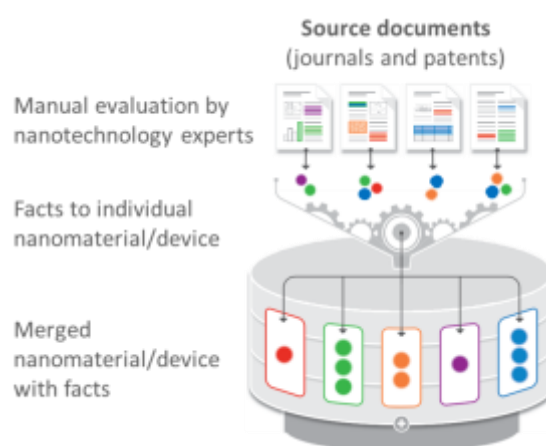 Source documents
(journals and patents)
Manual evaluation by
nanotechnology experts
Facts to individual
nanomaterial/device
Merged
nanomaterial/device
with facts